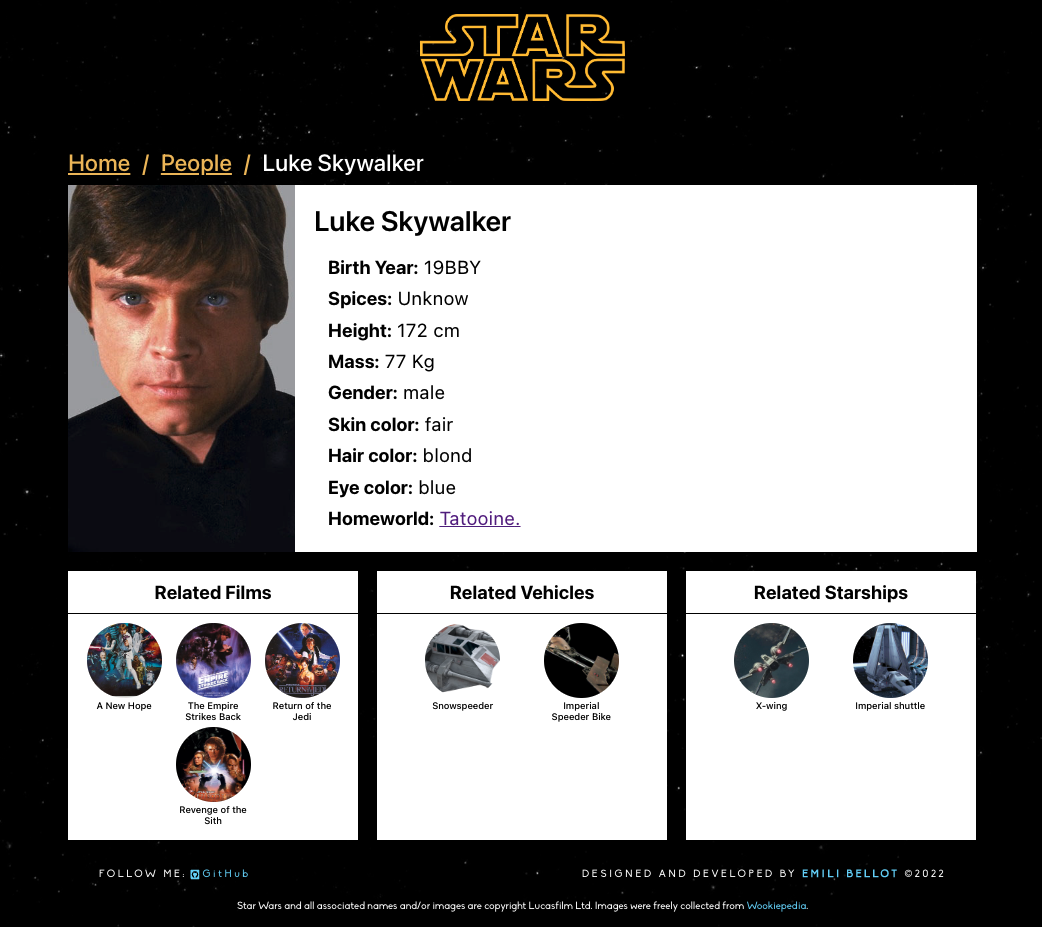 STAR
WARS
Home / People / Luke Skywalker
Luke Skywalker
Birth Year: 19BBY
Spices: Unknow
Height: 172 cm
Mass: 77 Kg
Gender: male
Skin color: fair
Hair color: blond
Eye color: blue
Homeworld: Tatooine.
Related Films
A New Hope
The Empire
Strikes Back
Return of the
Jedi
Revenge of the
Sith
Related Vehicles
Snowspeeder
Imperial
Speeder Bike
Related Starships
X-wing
Imperial shuttle
FOLLOW ME: GitHub
DESIGNED AND DEVELOPED BY EMILI BELLOT ©2022
Star Wars and all associated names and/or images are copyright Lucasfilm Ltd. Images were freely collected from Wookiepedia.